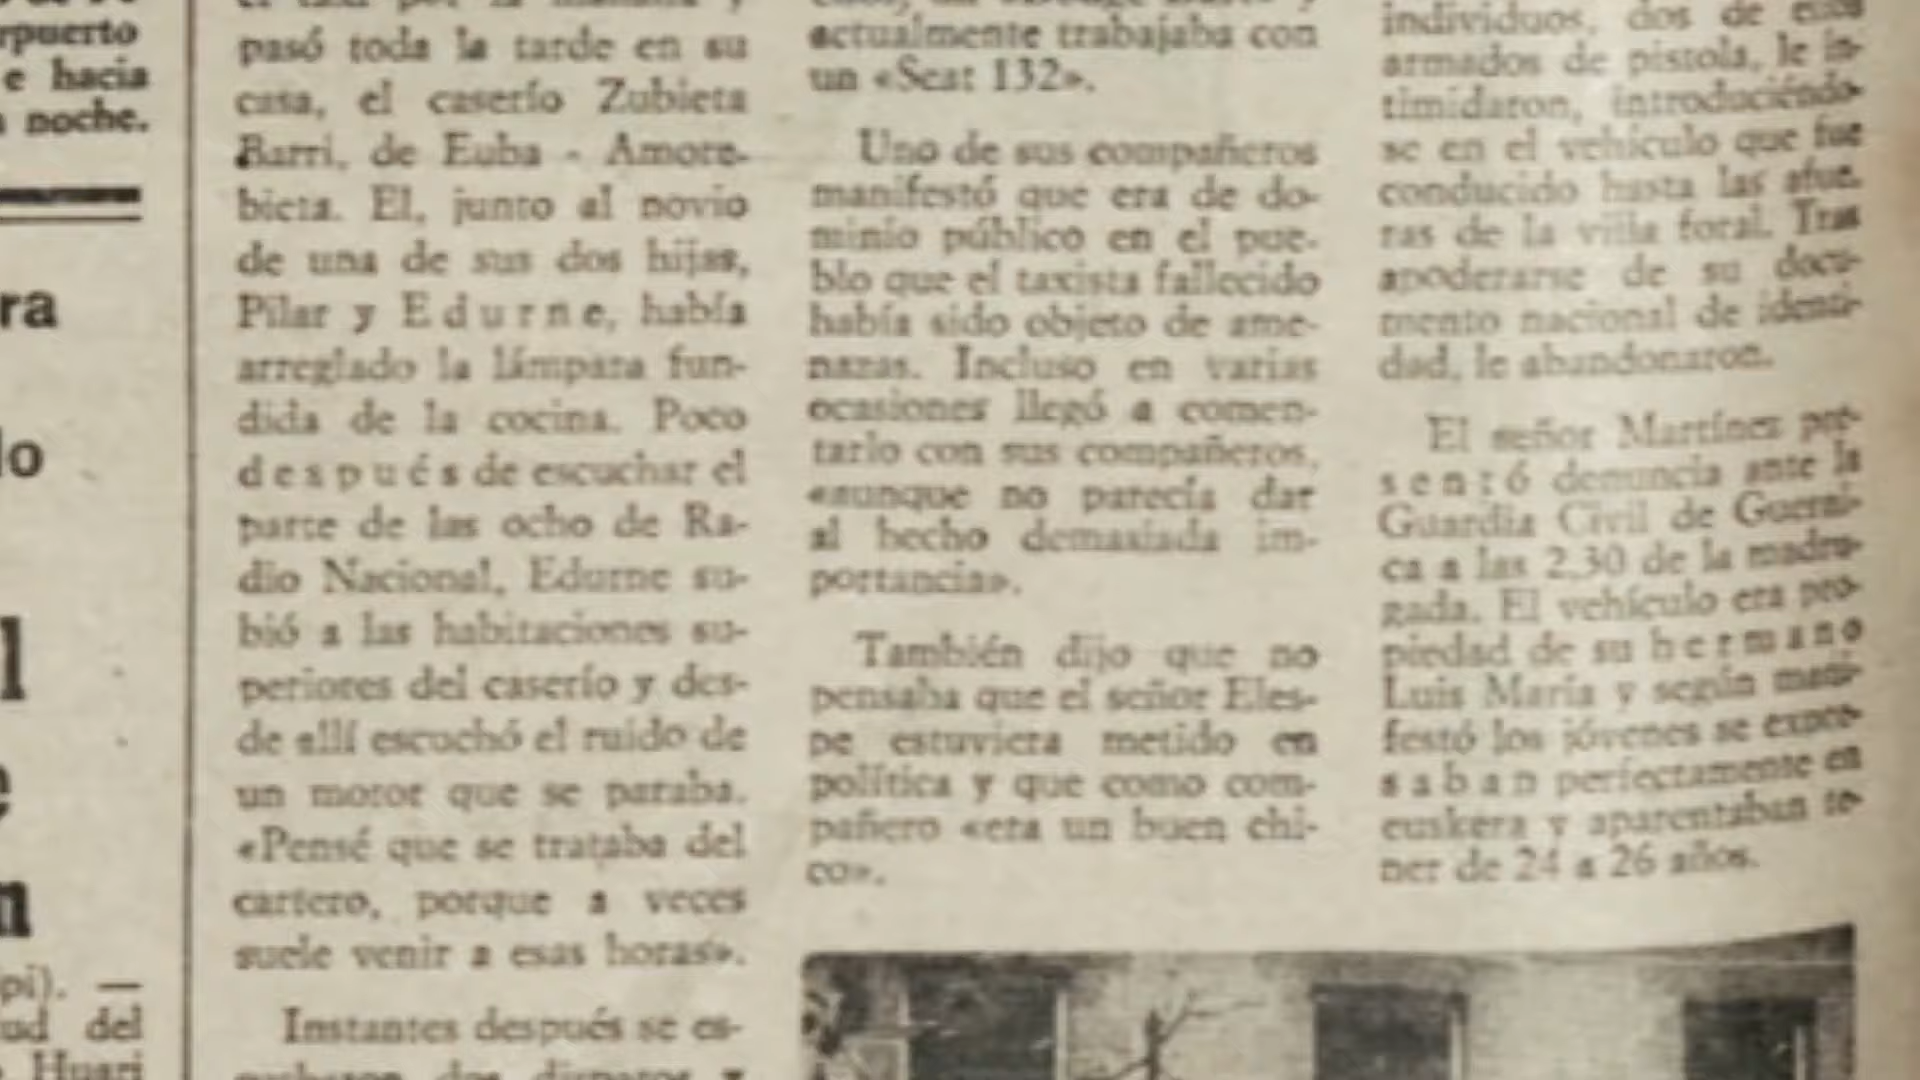 rpuerto
e hacia
noche.
ra
lo
l
e
n
pi). —
ud del
Huari
pasó toda la tarde en su
casa, el caserío Zubieta
Barri, de Euba - Amore-
bieta. El, junto al novio
de una de sus dos hijas,
Pilar y Edurne, había
arreglado la lámpara fun-
dida de la cocina. Poco
después de escuchar el
parte de las ocho de Ra-
dio Nacional, Edurne su-
bió a las habitaciones su-
periores del caserío y des-
de allí escuchó el ruido de
un motor que se paraba.
«Pensé que se trataba del
cartero, porque a veces
suele venir a esas horas».
Instantes después se es-
dos disparos y
actualmente trabajaba con
un «Seat 132».
Uno de sus compañeros
manifestó que era de do-
minio público en el pue-
blo que el taxista fallecido
había sido objeto de ame-
nazas. Incluso en varias
ocasiones llegó a comen-
tarlo con sus compañeros,
«aunque no parecía dar
al hecho demasiada im-
portancia».
También dijo que no
pensaba que el señor Eles-
pe estuviera metido en
política y que como com-
pañero «era un buen chi-
co».
individuos, dos de ellos
armados de pistola, le in-
timidaron, introduciéndo-
se en el vehículo que fue
conducido hasta las afue-
ras de la villa foral. Tras
apoderarse de su docu-
mento nacional de identi-
dad, le abandonaron.
El señor Martínez pre-
sentó denuncia ante la
Guardia Civil de Guerni-
ca a las 2,30 de la madru-
gada. El vehículo era pro-
piedad de su hermano
Luis María y según mani-
festó los jóvenes se expre-
saban perfectamente en
euskera y aparentaban te-
ner de 24 a 26 años.